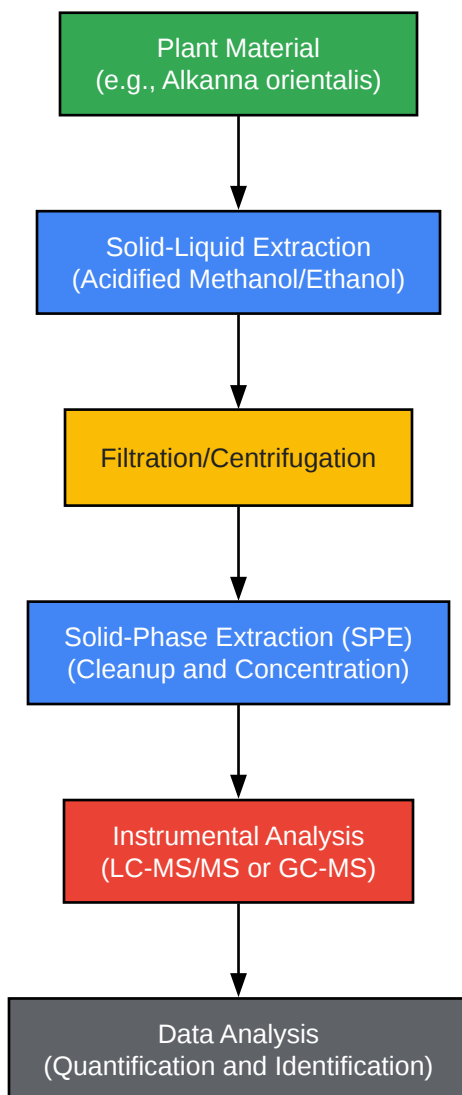 Plant Material
(e.g., Alkanna orientalis)
Solid-Liquid Extraction
(Acidified Methanol/Ethanol)
Filtration/Centrifugation
Solid-Phase Extraction (SPE)
(Cleanup and Concentration)
Instrumental Analysis
(LC-MS/MS or GC-MS)
Data Analysis
(Quantification and Identification)